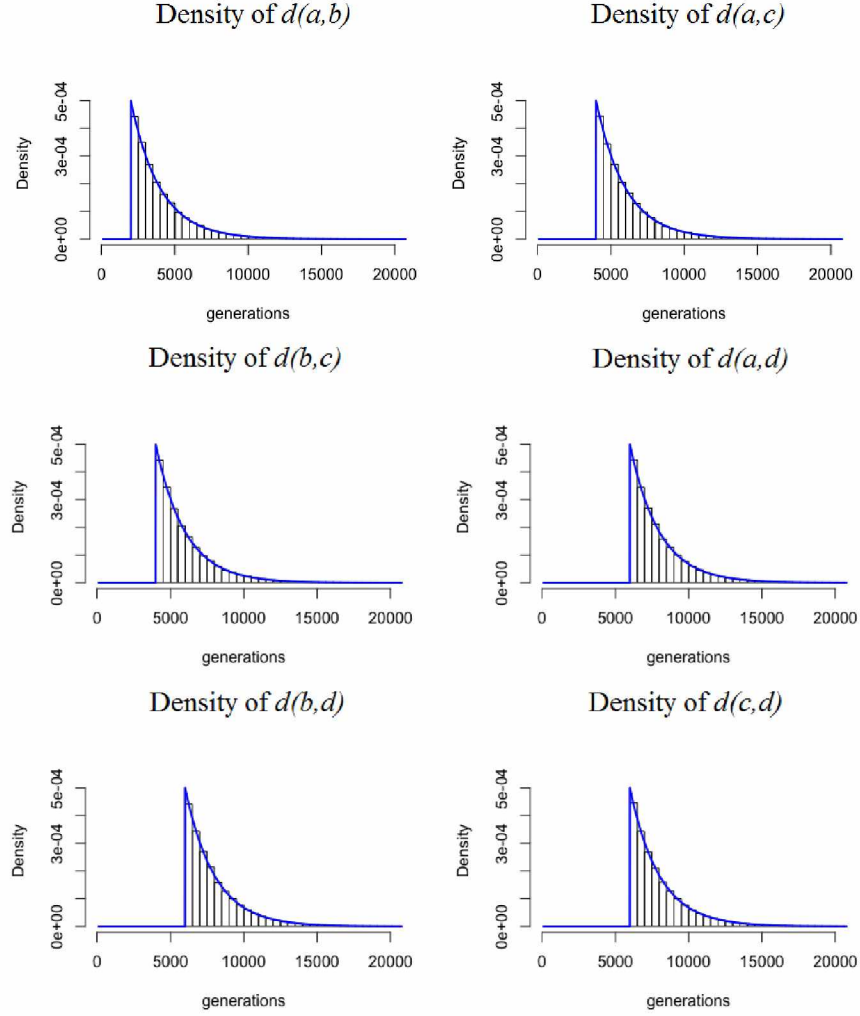 Density of d(a,b)
Density of d(a,c)
Density
0e+00 3e-04 5e-04
0 5000 10000 15000 20000
generations
Density
0e+00 3e-04 5e-04
0 5000 10000 15000 20000
generations
Density of d(b,c)
Density of d(a,d)
Density
0e+00 3e-04 5e-04
0 5000 10000 15000 20000
generations
Density
0e+00 3e-04 5e-04
0 5000 10000 15000 20000
generations
Density of d(b,d)
Density of d(c,d)
Density
0e+00 3e-04 5e-04
0 5000 10000 15000 20000
generations
Density
0e+00 3e-04 5e-04
0 5000 10000 15000 20000
generations